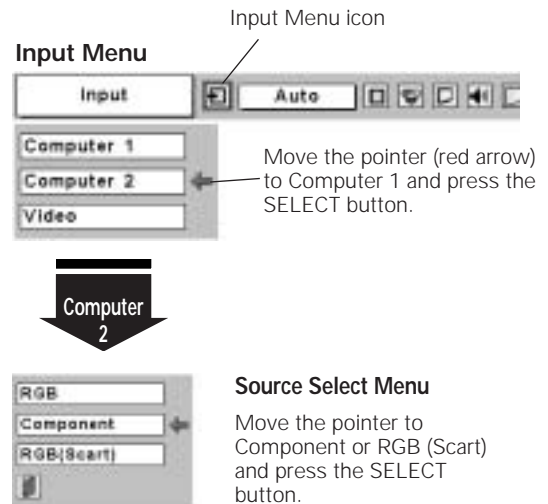 Input Menu icon
Input Menu
Input
Auto
Computer 1
Computer 2
Video
Move the pointer (red arrow)
to Computer 1 and press the
SELECT button.
Computer
2
RGB
Component
RGB(Scart)
Source Select Menu
Move the pointer to
Component or RGB (Scart)
and press the SELECT
button.